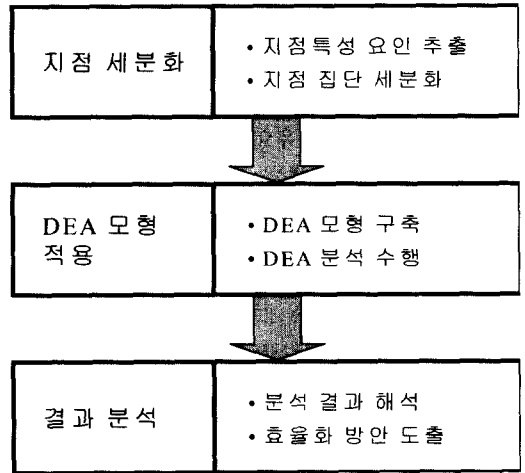 지점 세분화
• 지점특성 요인 추출
• 지점 집단 세분화
DEA 모형
적용
• DEA 모형 구축
• DEA 분석 수행
결과 분석
• 분석 결과 해석
• 효율화 방안 도출